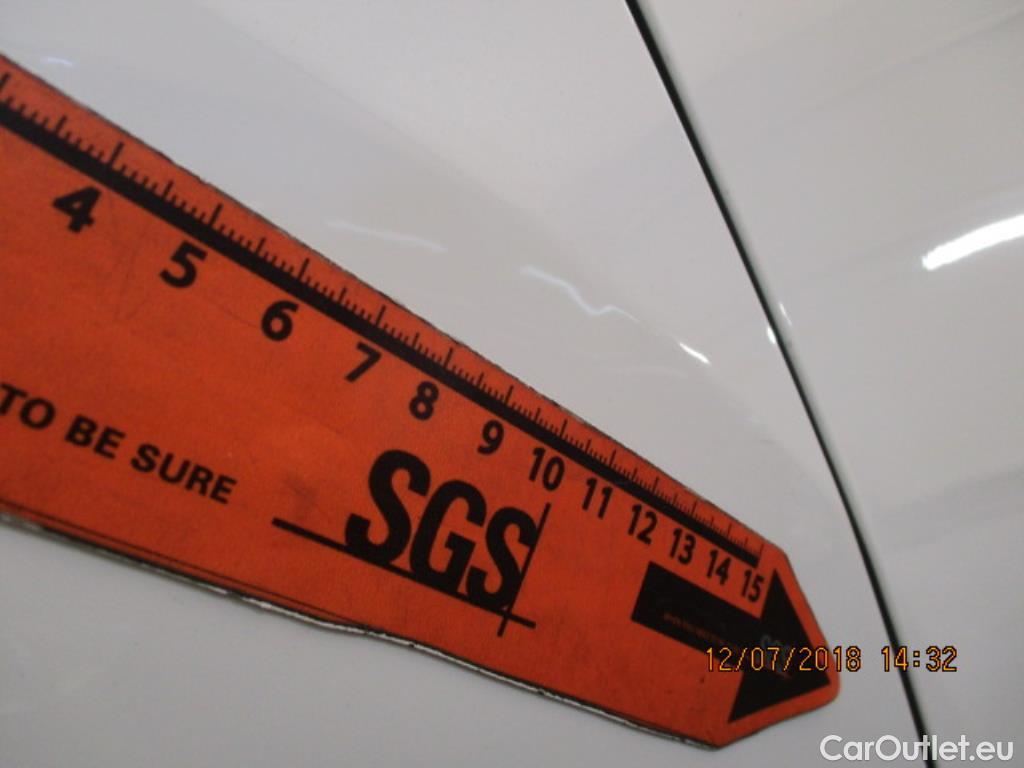 4 5 6 7 8 9 10 11 12 13 14 15
TO BE SURE
SGS
12/07/2018 14:32
CarOutlet.eu